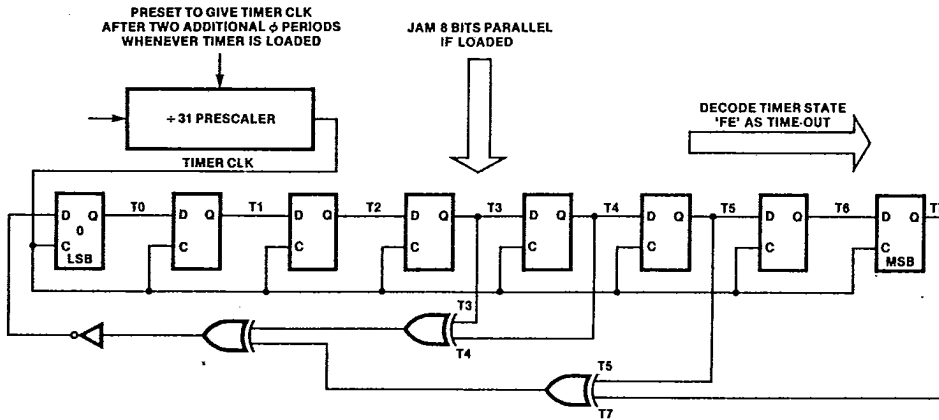 PRESET TO GIVE TIMER CLK
AFTER TWO ADDITIONAL ϕ PERIODS
WHENEVER TIMER IS LOADED
JAM 8 BITS PARALLEL
IF LOADED
÷ 31 PRESCALER
DECODE TIMER STATE
'FE' AS TIME-OUT
TIMER CLK
D Q T0 D Q T1 D Q T2 D Q T3 D Q T4 D Q T5 D Q T6 D Q
0
C C C C C C C C
LSB MSB
T3
T4
T5
T7